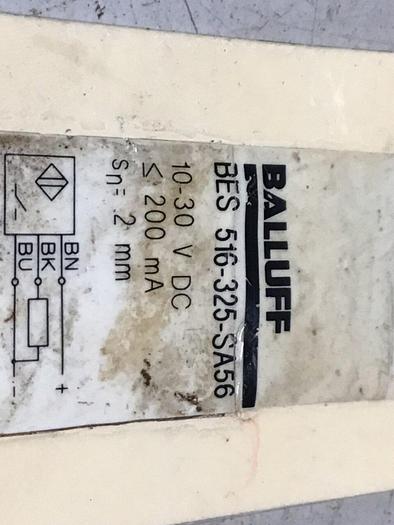 BALLUFF
BES 516-325-SA56
10-30 V DC
≤ 200 mA
Sn= 2 mm
BN
BK
BU
+
-